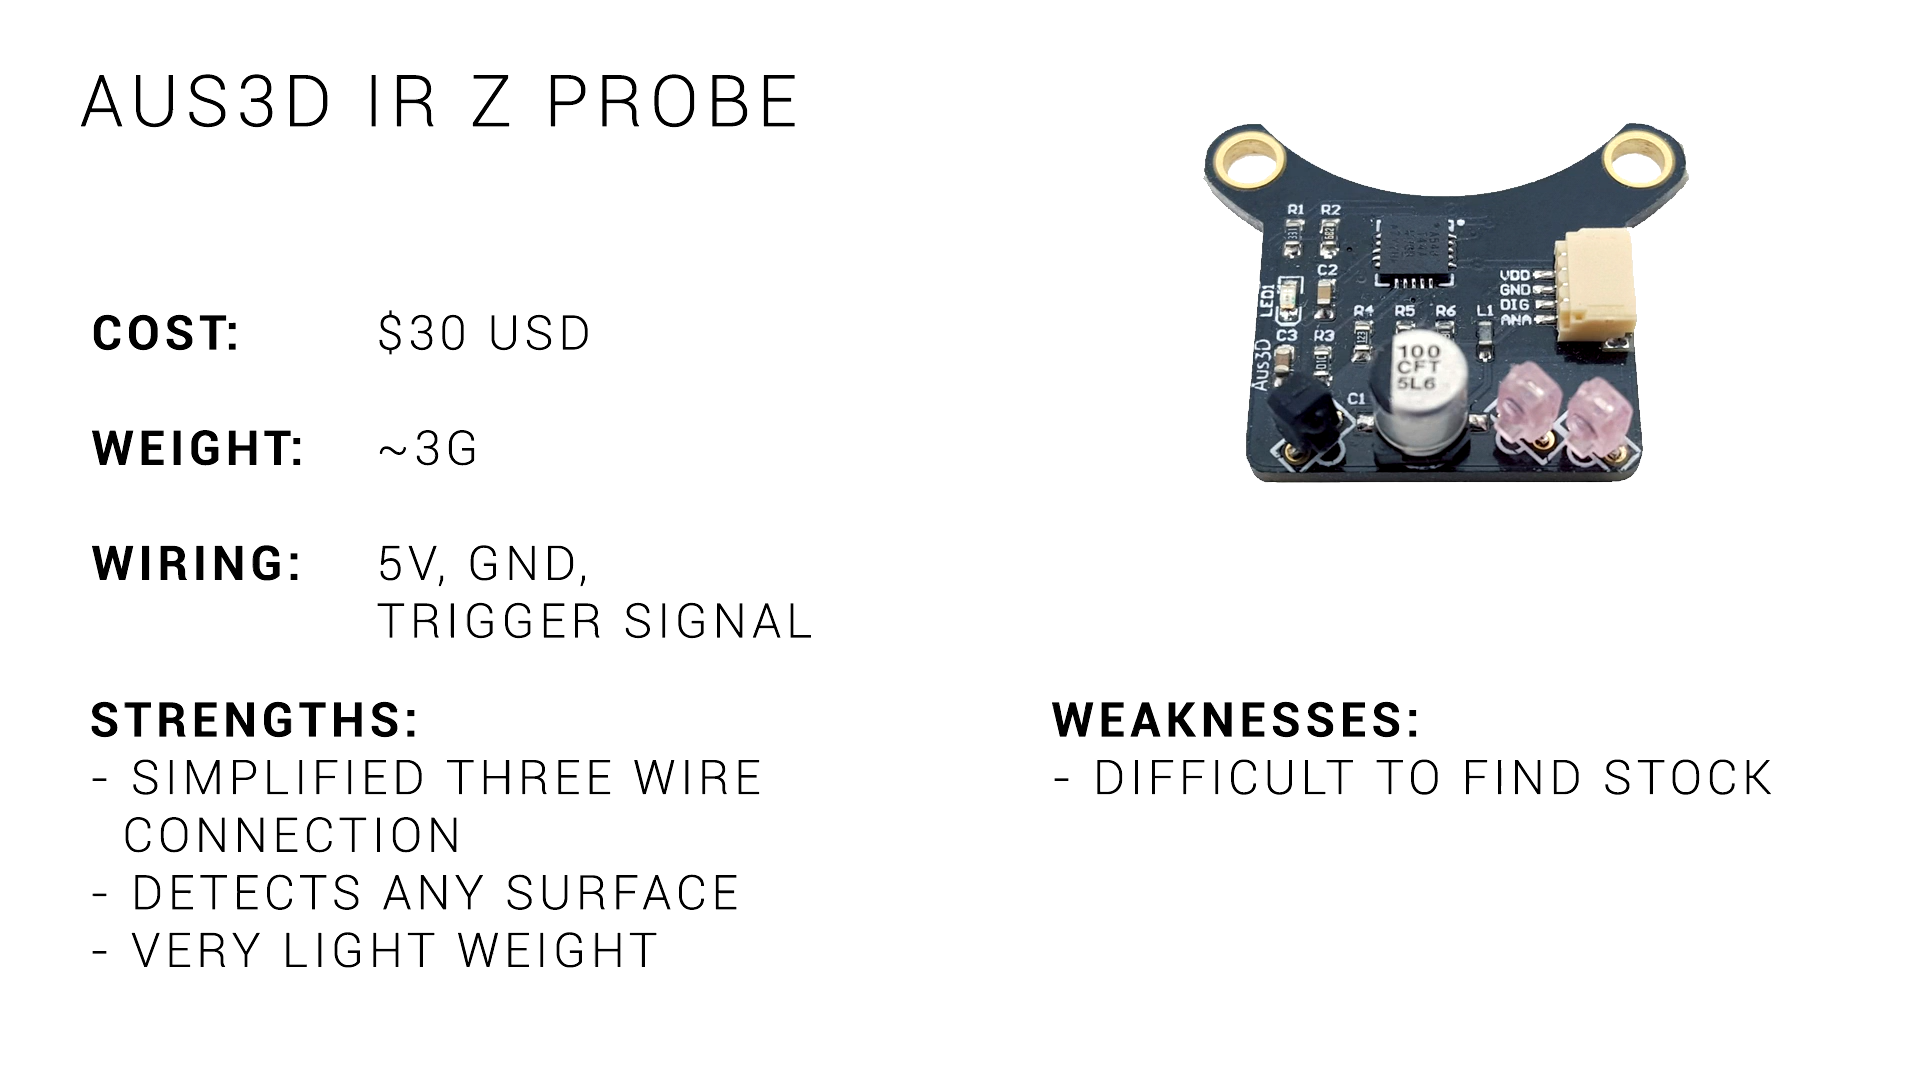 AUS3D IR Z PROBE
COST: $30 USD
WEIGHT: ~3G
WIRING: 5V, GND,
TRIGGER SIGNAL
STRENGTHS:
- SIMPLIFIED THREE WIRE
CONNECTION
- DETECTS ANY SURFACE
- VERY LIGHT WEIGHT
WEAKNESSES:
- DIFFICULT TO FIND STOCK
R1 R2
C2
LED1
VDD
GND
DIG
ANA
R4 R5 R6 L1
C3 R3
Aus3D
C1
100
CFT
5L6